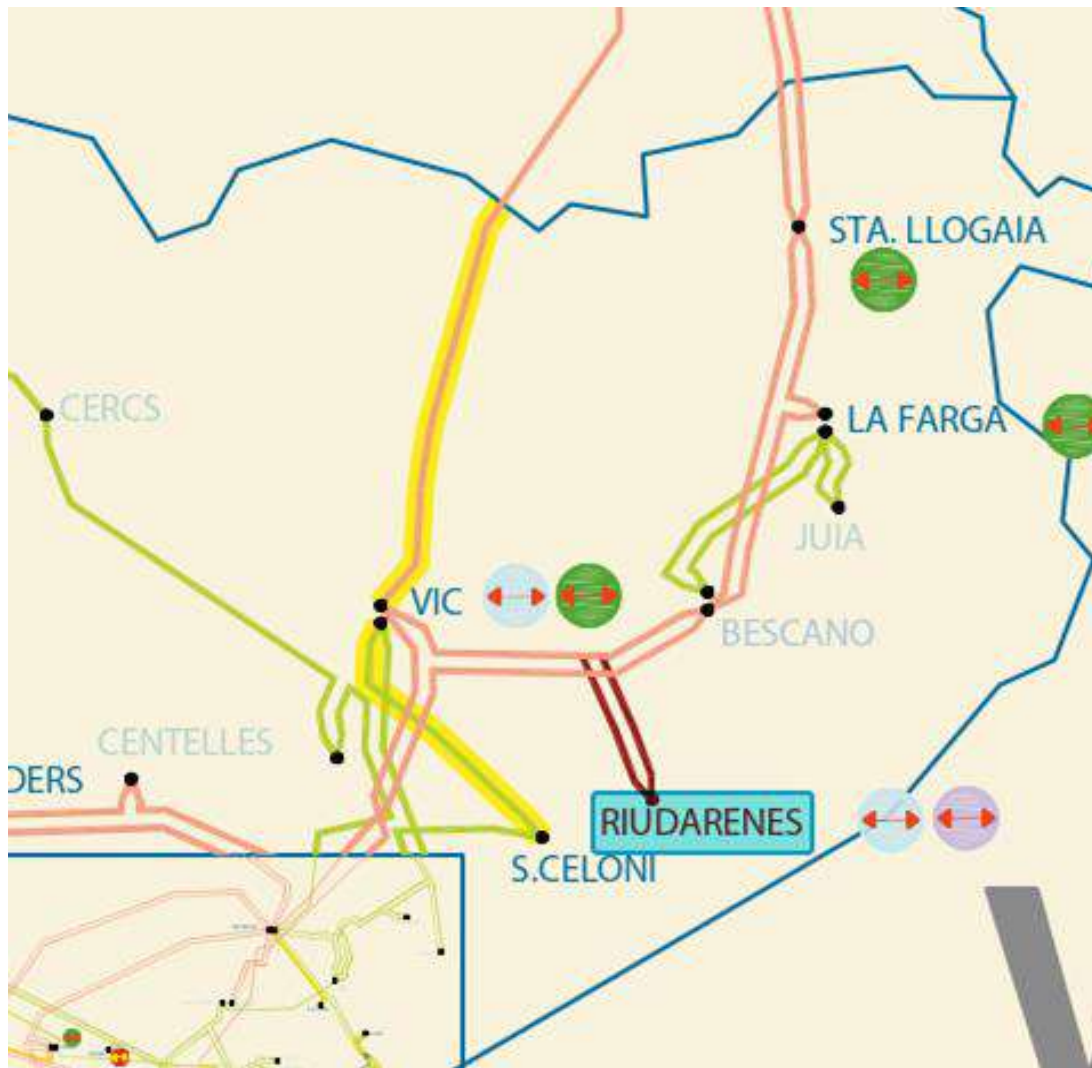 STA. LLOGAIA
CERCS
LA FARGA
JUIA
VIC
BESCANO
CENTELLES
DERS
RIUDARENES
S.CELONI